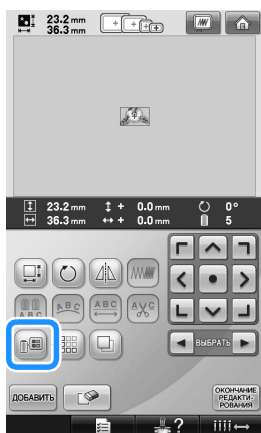 23.2 mm
36.3 mm
23.2 mm + 0.0 mm 0°
36.3 mm + 0.0 mm 5
ABC ABC ABC AVC
ВЫБРАТЬ
ДОБАВИТЬ
ОКОНЧАНИЕ
РЕДАКТИ-
РОВАНИЯ
?